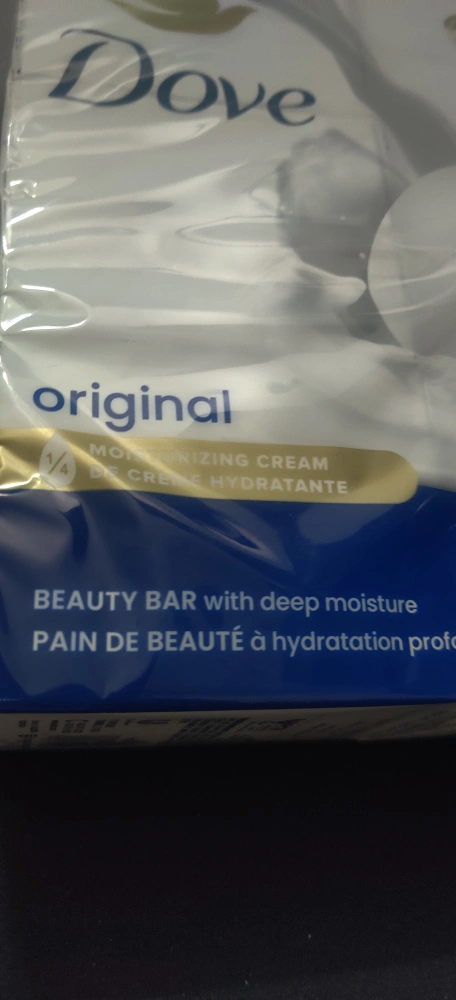 Dove
original
1/4
MOISTURIZING CREAM
DE CRÈME HYDRATANTE
BEAUTY BAR with deep moisture
PAIN DE BEAUTÉ à hydratation